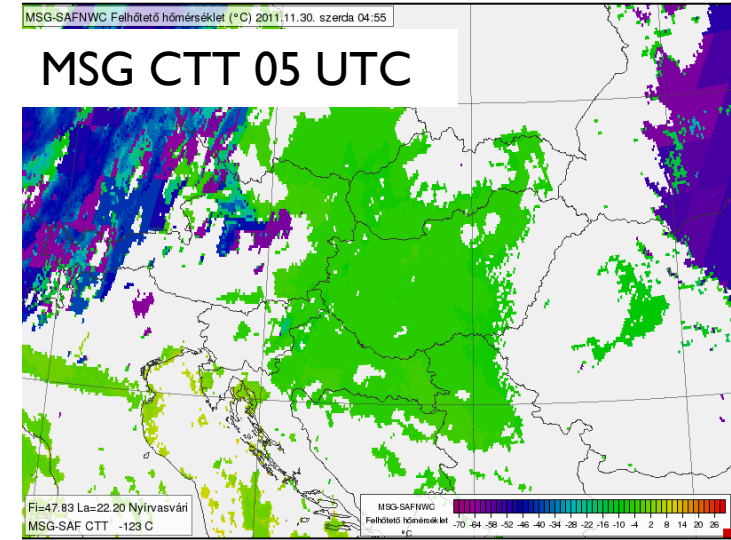 MSG-SAFNWC Felhőtető hőmérséklet (°C) 2011.11.30. szerda 04:55
MSG CTT 05 UTC
Fi=47.83 La=22.20 Nyírvasvári
MSG-SAF CTT -123 C
MSG-SAFNWC
Felhőtető hőmérséklet
°C
-70 -64 -58 -52 -46 -40 -34 -28 -22 -16 -10 -4 2 8 14 20 26